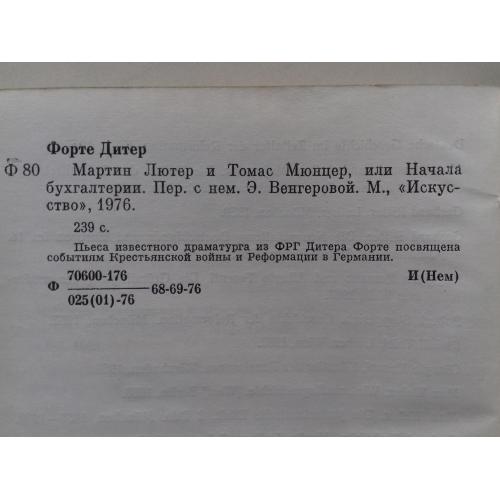 Форте Дитер
Ф 80 Мартин Лютер и Томас Мюнцер, или Начала
бухгалтерии. Пер. с нем. Э. Венгеровой. М., «Искус-
ство», 1976.
239 с.
Пьеса известного драматурга из ФРГ Дитера Форте посвящена
событиям Крестьянской войны и Реформации в Германии.
70600-176
Ф 68-69-76 И(Нем)
025(01)-76